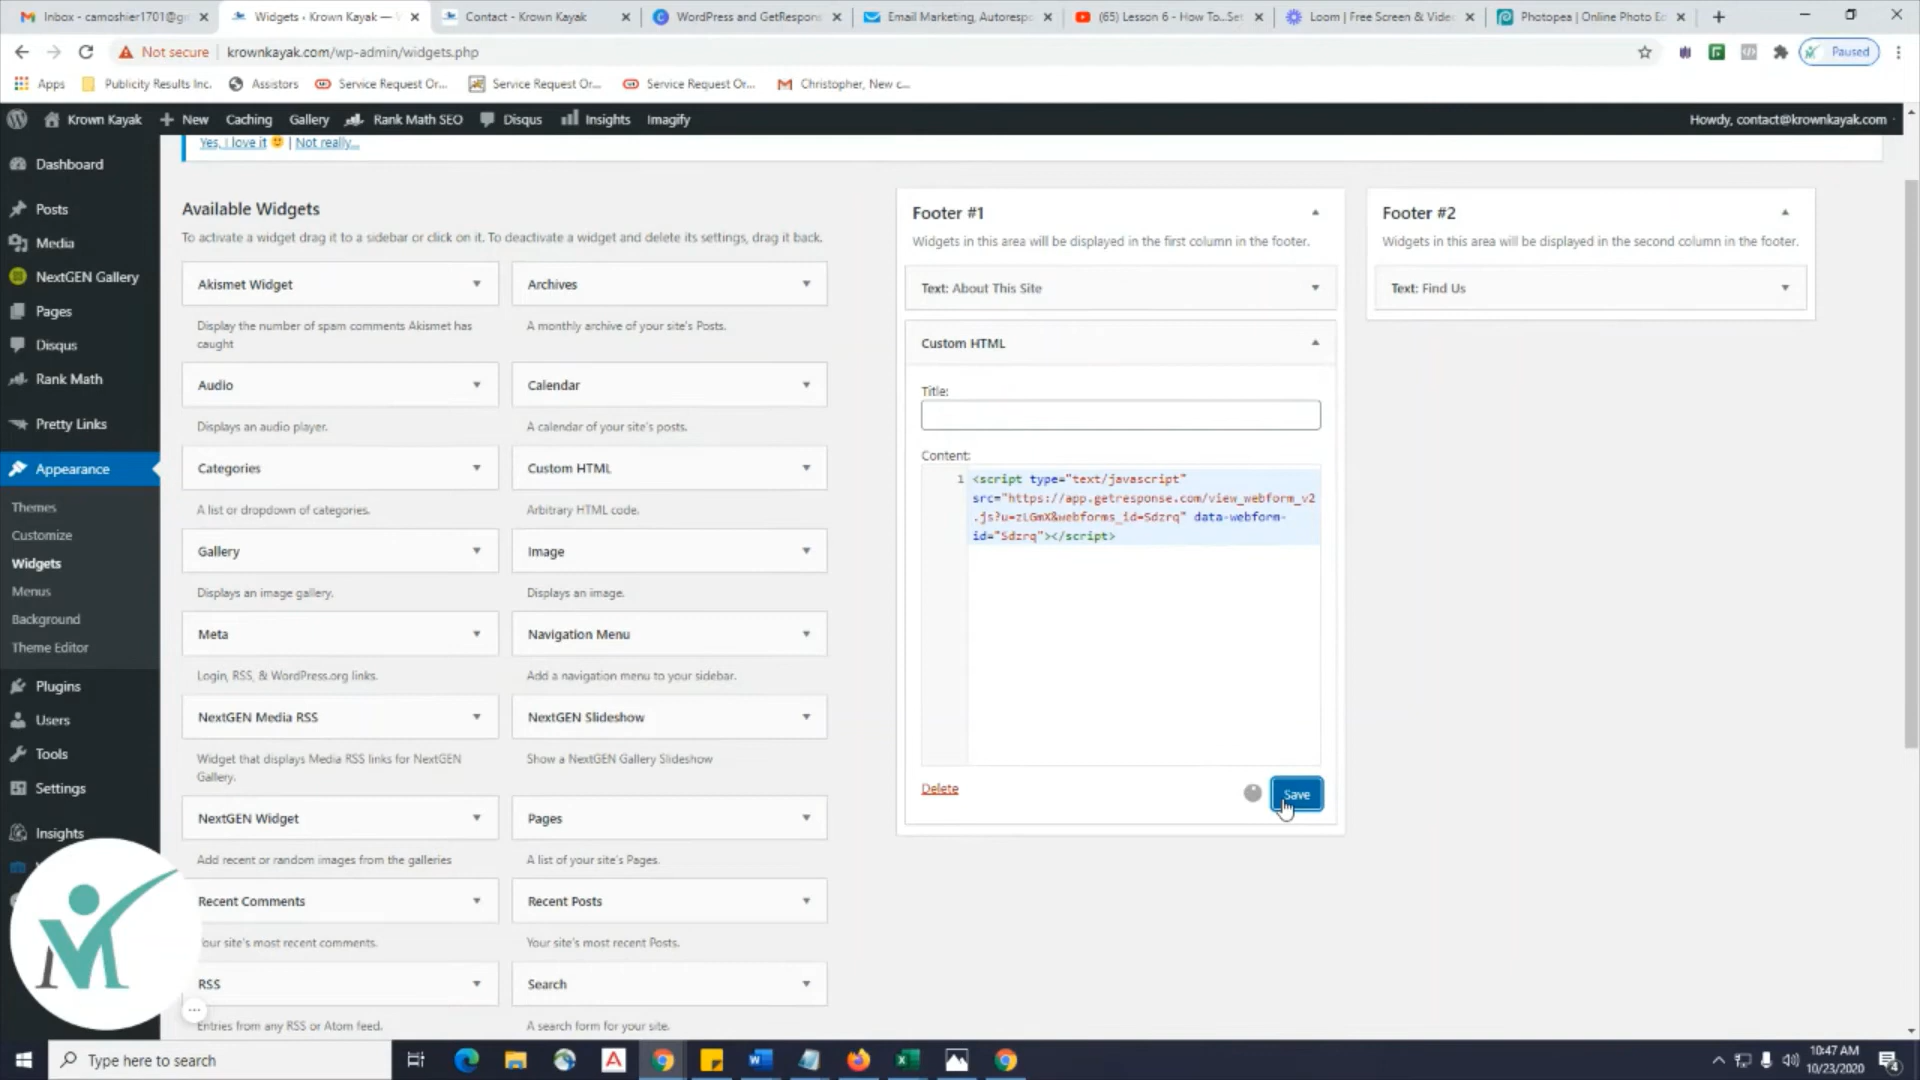 Inbox - camoshier1701@g
Widgets ‹ Krown Kayak —
Contact - Krown Kayak
WordPress and GetRespon
Email Marketing, Autoresp
(65) Lesson 6 - How To...Se
Loom | Free Screen & Vide
Photopea | Online Photo E
Not secure
krownkayak.com/wp-admin/widgets.php
Paused
Apps
Publicity Results Inc.
Assistors
Service Request Or...
Service Request Or...
Service Request Or...
Christopher, New c...
Krown Kayak
New
Caching
Gallery
Rank Math SEO
Disqus
Insights
Imagify
Howdy, contact@krownkayak.com
Yes, I love it | Not really...
Dashboard
Posts
Media
NextGEN Gallery
Pages
Disqus
Rank Math
Pretty Links
Appearance
Themes
Customize
Widgets
Menus
Background
Theme Editor
Plugins
Users
Tools
Settings
Insights
Available Widgets
To activate a widget drag it to a sidebar or click on it. To deactivate a widget and delete its settings, drag it back.
Akismet Widget
Display the number of spam comments Akismet has
caught
Archives
A monthly archive of your site's Posts.
Audio
Displays an audio player.
Calendar
A calendar of your site's posts.
Categories
A list or dropdown of categories.
Custom HTML
Arbitrary HTML code.
Gallery
Displays an image gallery.
Image
Displays an image.
Meta
Login, RSS, & WordPress.org links.
Navigation Menu
Add a navigation menu to your sidebar.
NextGEN Media RSS
Widget that displays Media RSS links for NextGEN
Gallery.
NextGEN Slideshow
Show a NextGEN Gallery Slideshow
NextGEN Widget
Add recent or random images from the galleries
Pages
A list of your site's Pages.
Recent Comments
our site's most recent comments.
Recent Posts
Your site's most recent Posts.
RSS
Entries from any RSS or Atom feed.
Search
A search form for your site.
Footer #1
Widgets in this area will be displayed in the first column in the footer.
Text: About This Site
Custom HTML
Title:
Content:
1
<script type="text/javascript"
src="https://app.getresponse.com/view_webform_v2
.js?u=zLGmX&webforms_id=Sdzrq" data-webform-
id="Sdzrq"></script>
Delete
Save
Footer #2
Widgets in this area will be displayed in the second column in the footer.
Text: Find Us
Type here to search
10:47 AM
10/23/2020
4